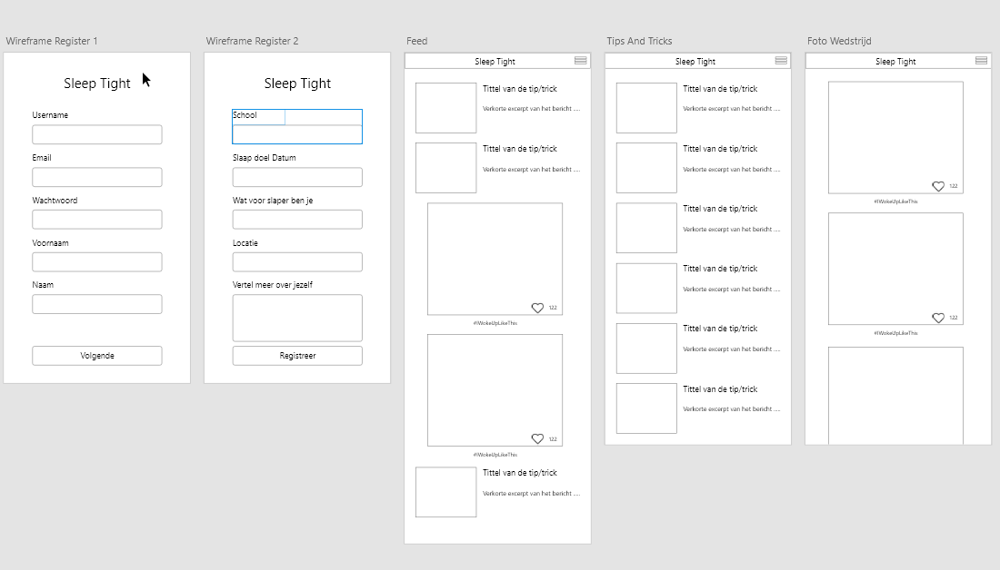 Wireframe Register 1
Sleep Tight
Username
Email
Wachtwoord
Voornaam
Naam
Volgende
Wireframe Register 2
Sleep Tight
School
Slaap doel Datum
Wat voor slaper ben je
Locatie
Vertel meer over jezelf
Registreer
Feed
Sleep Tight
Tittel van de tip/trick
Verkorte excerpt van het bericht ....
Tittel van de tip/trick
Verkorte excerpt van het bericht ....
122
#IWokeUpLikeThis
122
#IWokeUpLikeThis
Tittel van de tip/trick
Verkorte excerpt van het bericht ....
Tips And Tricks
Sleep Tight
Tittel van de tip/trick
Verkorte excerpt van het bericht ....
Tittel van de tip/trick
Verkorte excerpt van het bericht ....
Tittel van de tip/trick
Verkorte excerpt van het bericht ....
Tittel van de tip/trick
Verkorte excerpt van het bericht ....
Tittel van de tip/trick
Verkorte excerpt van het bericht ....
Tittel van de tip/trick
Verkorte excerpt van het bericht ....
Foto Wedstrijd
Sleep Tight
122
#IWokeUpLikeThis
122
#IWokeUpLikeThis